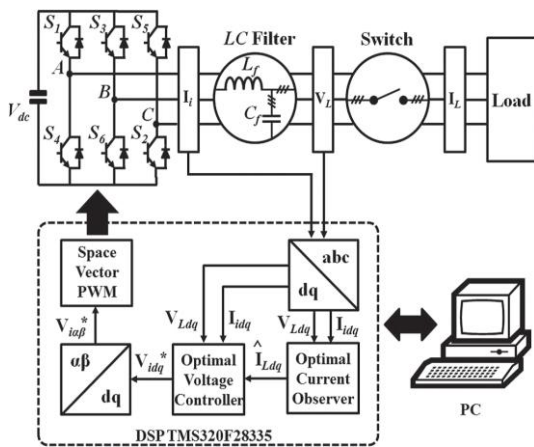 S1 S3 S5
LC Filter
Switch
Lf
A
B
C
Vdc
Ii
Cf
VL
IL
Load
S4 S6 S2
Space
Vector
PWM
abc
dq
Viαβ*
VLdq
Iidq
VLdq
Iidq
αβ
dq
Vidq*
Optimal
Voltage
Controller
ÎLdq
Optimal
Current
Observer
PC
DSP TMS320F28335